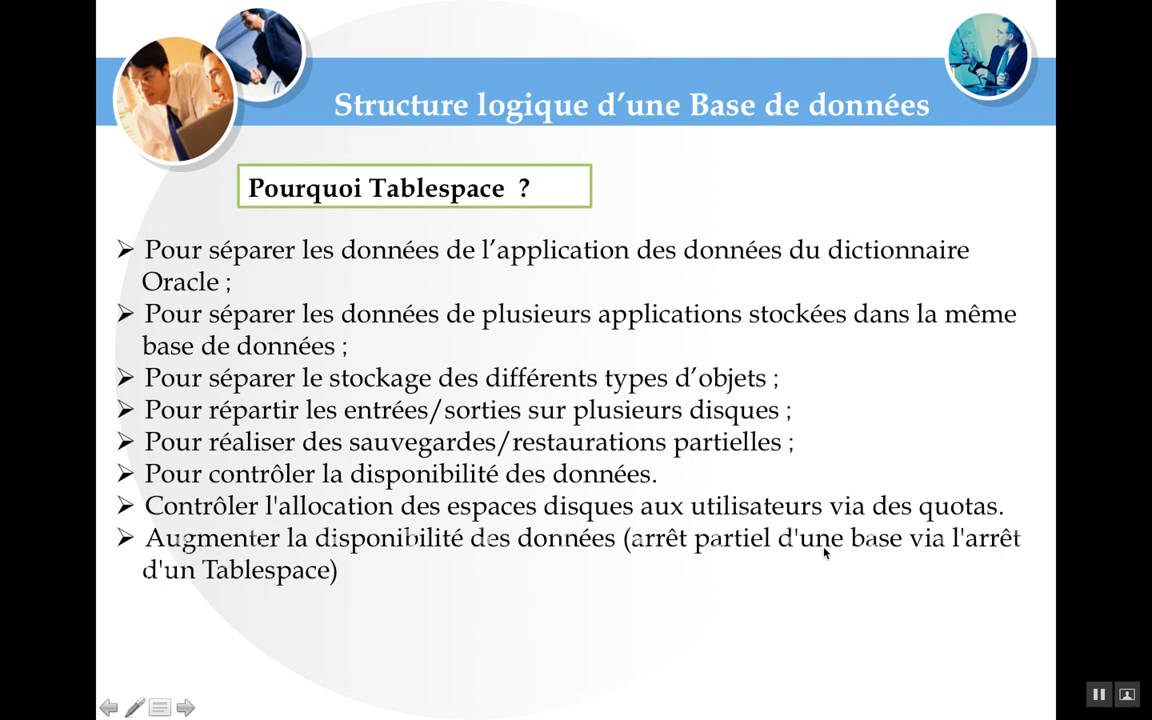 Structure logique d’une Base de données
Pourquoi Tablespace ?
➢ Pour séparer les données de l’application des données du dictionnaire
Oracle ;
➢ Pour séparer les données de plusieurs applications stockées dans la même
base de données ;
➢ Pour séparer le stockage des différents types d’objets ;
➢ Pour répartir les entrées/sorties sur plusieurs disques ;
➢ Pour réaliser des sauvegardes/restaurations partielles ;
➢ Pour contrôler la disponibilité des données.
➢ Contrôler l'allocation des espaces disques aux utilisateurs via des quotas.
➢ Augmenter la disponibilité des données (arrêt partiel d'une base via l'arrêt
d'un Tablespace)